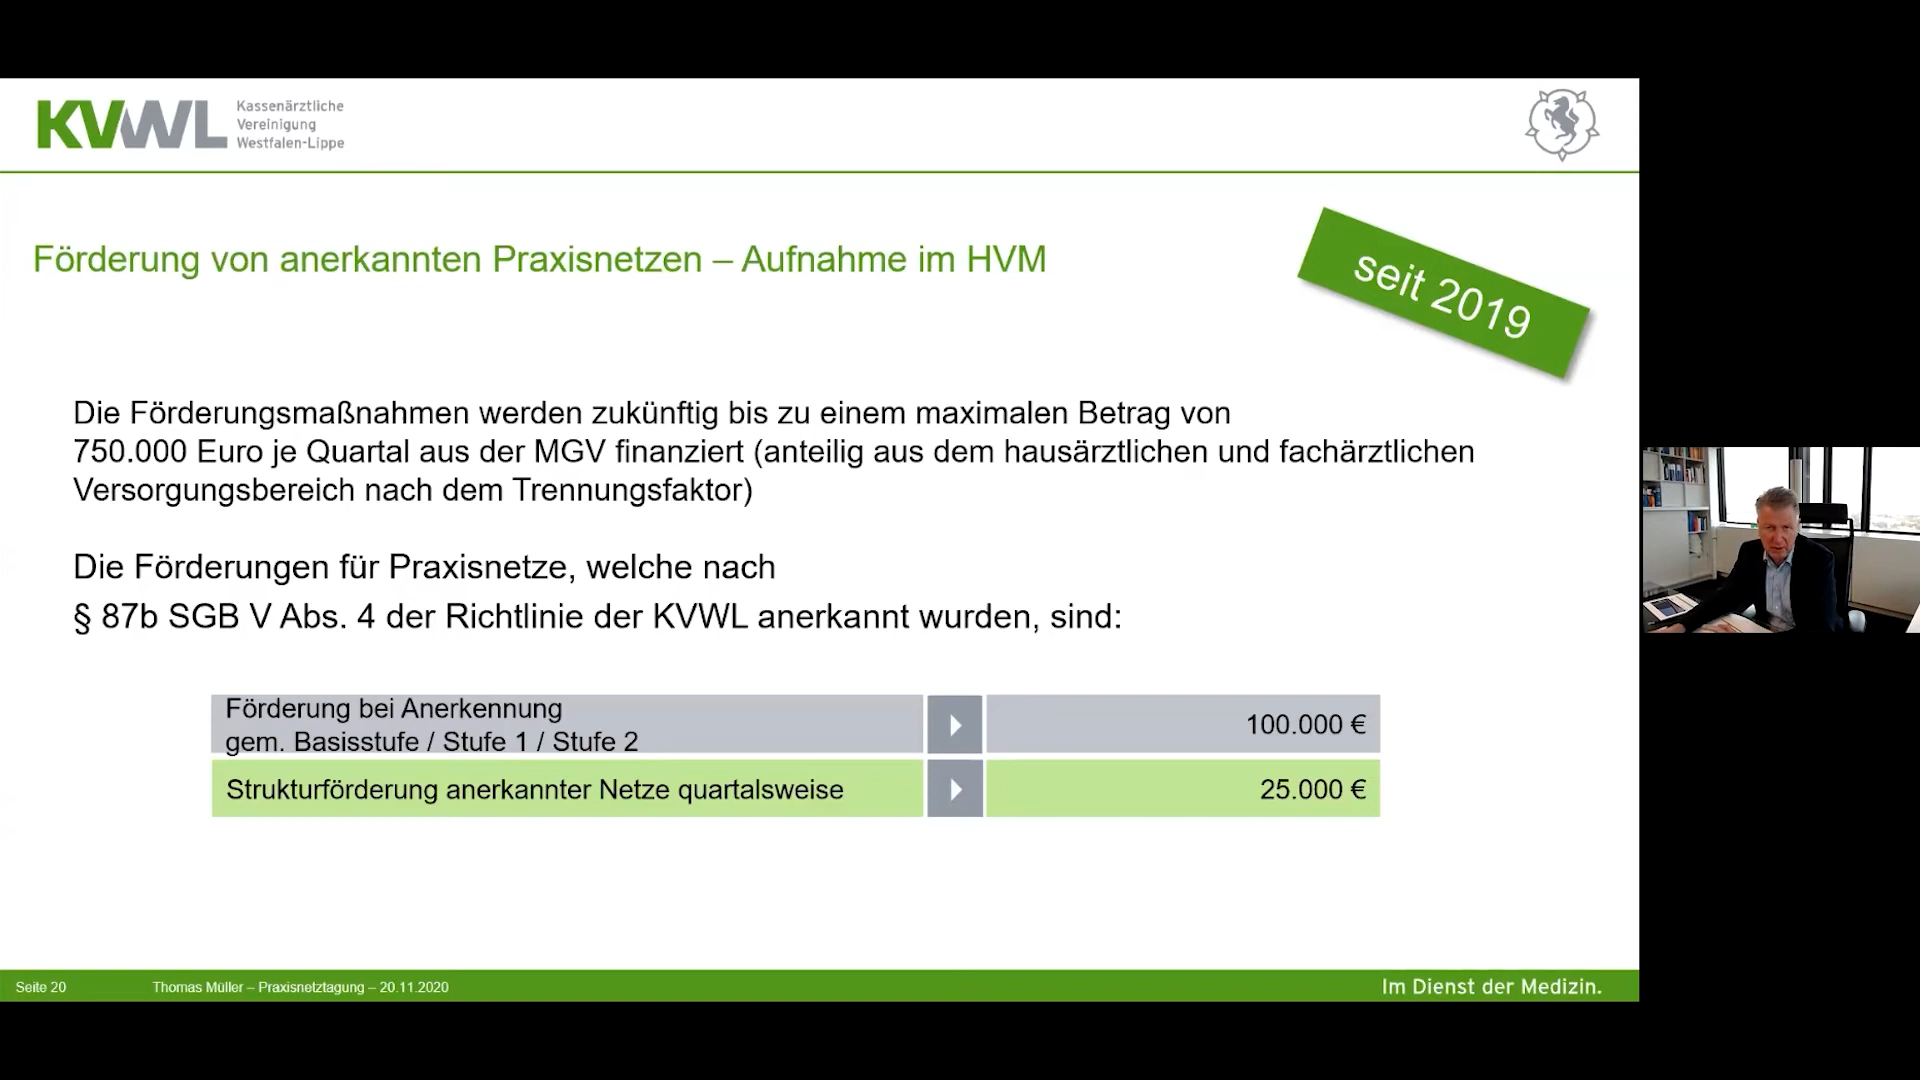 KVWL
Kassenärztliche
Vereinigung
Westfalen-Lippe
Förderung von anerkannten Praxisnetzen – Aufnahme im HVM
seit 2019
Die Förderungsmaßnahmen werden zukünftig bis zu einem maximalen Betrag von
750.000 Euro je Quartal aus der MGV finanziert (anteilig aus dem hausärztlichen und fachärztlichen
Versorgungsbereich nach dem Trennungsfaktor)
Die Förderungen für Praxisnetze, welche nach
§ 87b SGB V Abs. 4 der Richtlinie der KVWL anerkannt wurden, sind:
Förderung bei Anerkennung
gem. Basisstufe / Stufe 1 / Stufe 2
100.000 €
Strukturförderung anerkannter Netze quartalsweise
25.000 €
Seite 20
Thomas Müller – Praxisnetztagung – 20.11.2020
Im Dienst der Medizin.